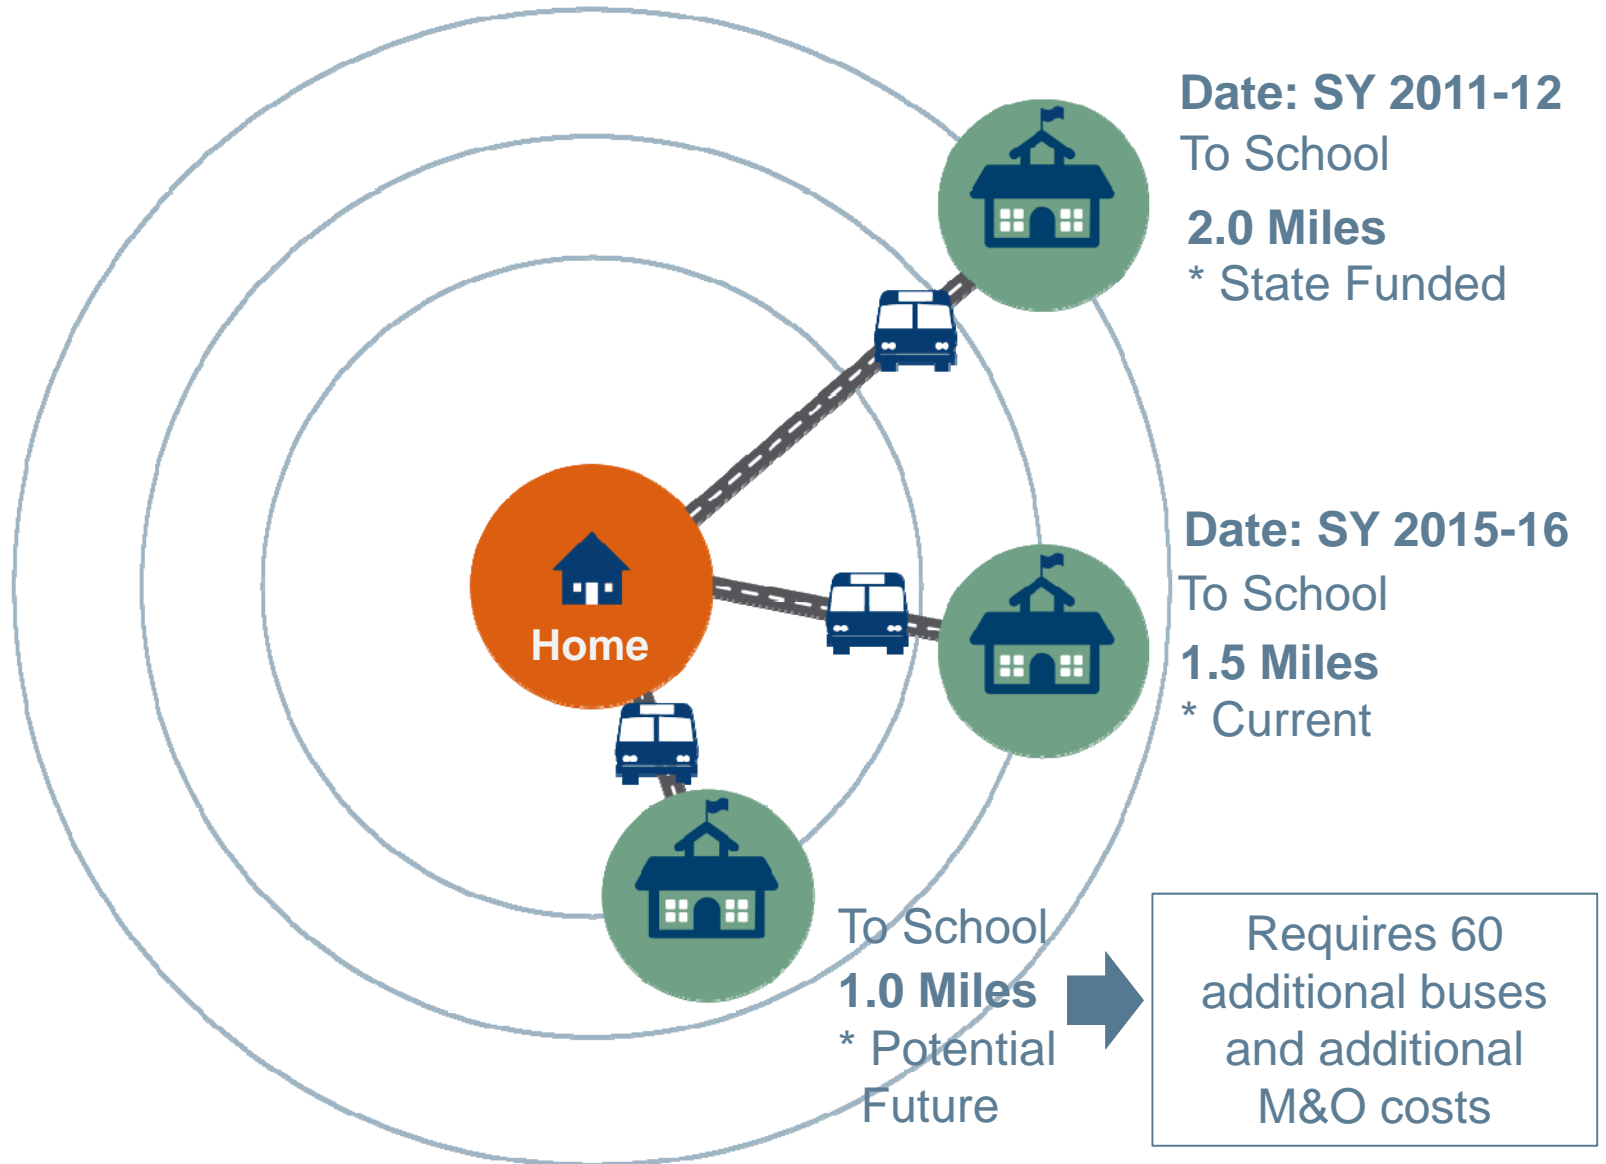 Date: SY 2011-12
To School
2.0 Miles
* State Funded
Home
Date: SY 2015-16
To School
1.5 Miles
* Current
To School
1.0 Miles
* Potential
Future
Requires 60
additional buses
and additional
M&O costs